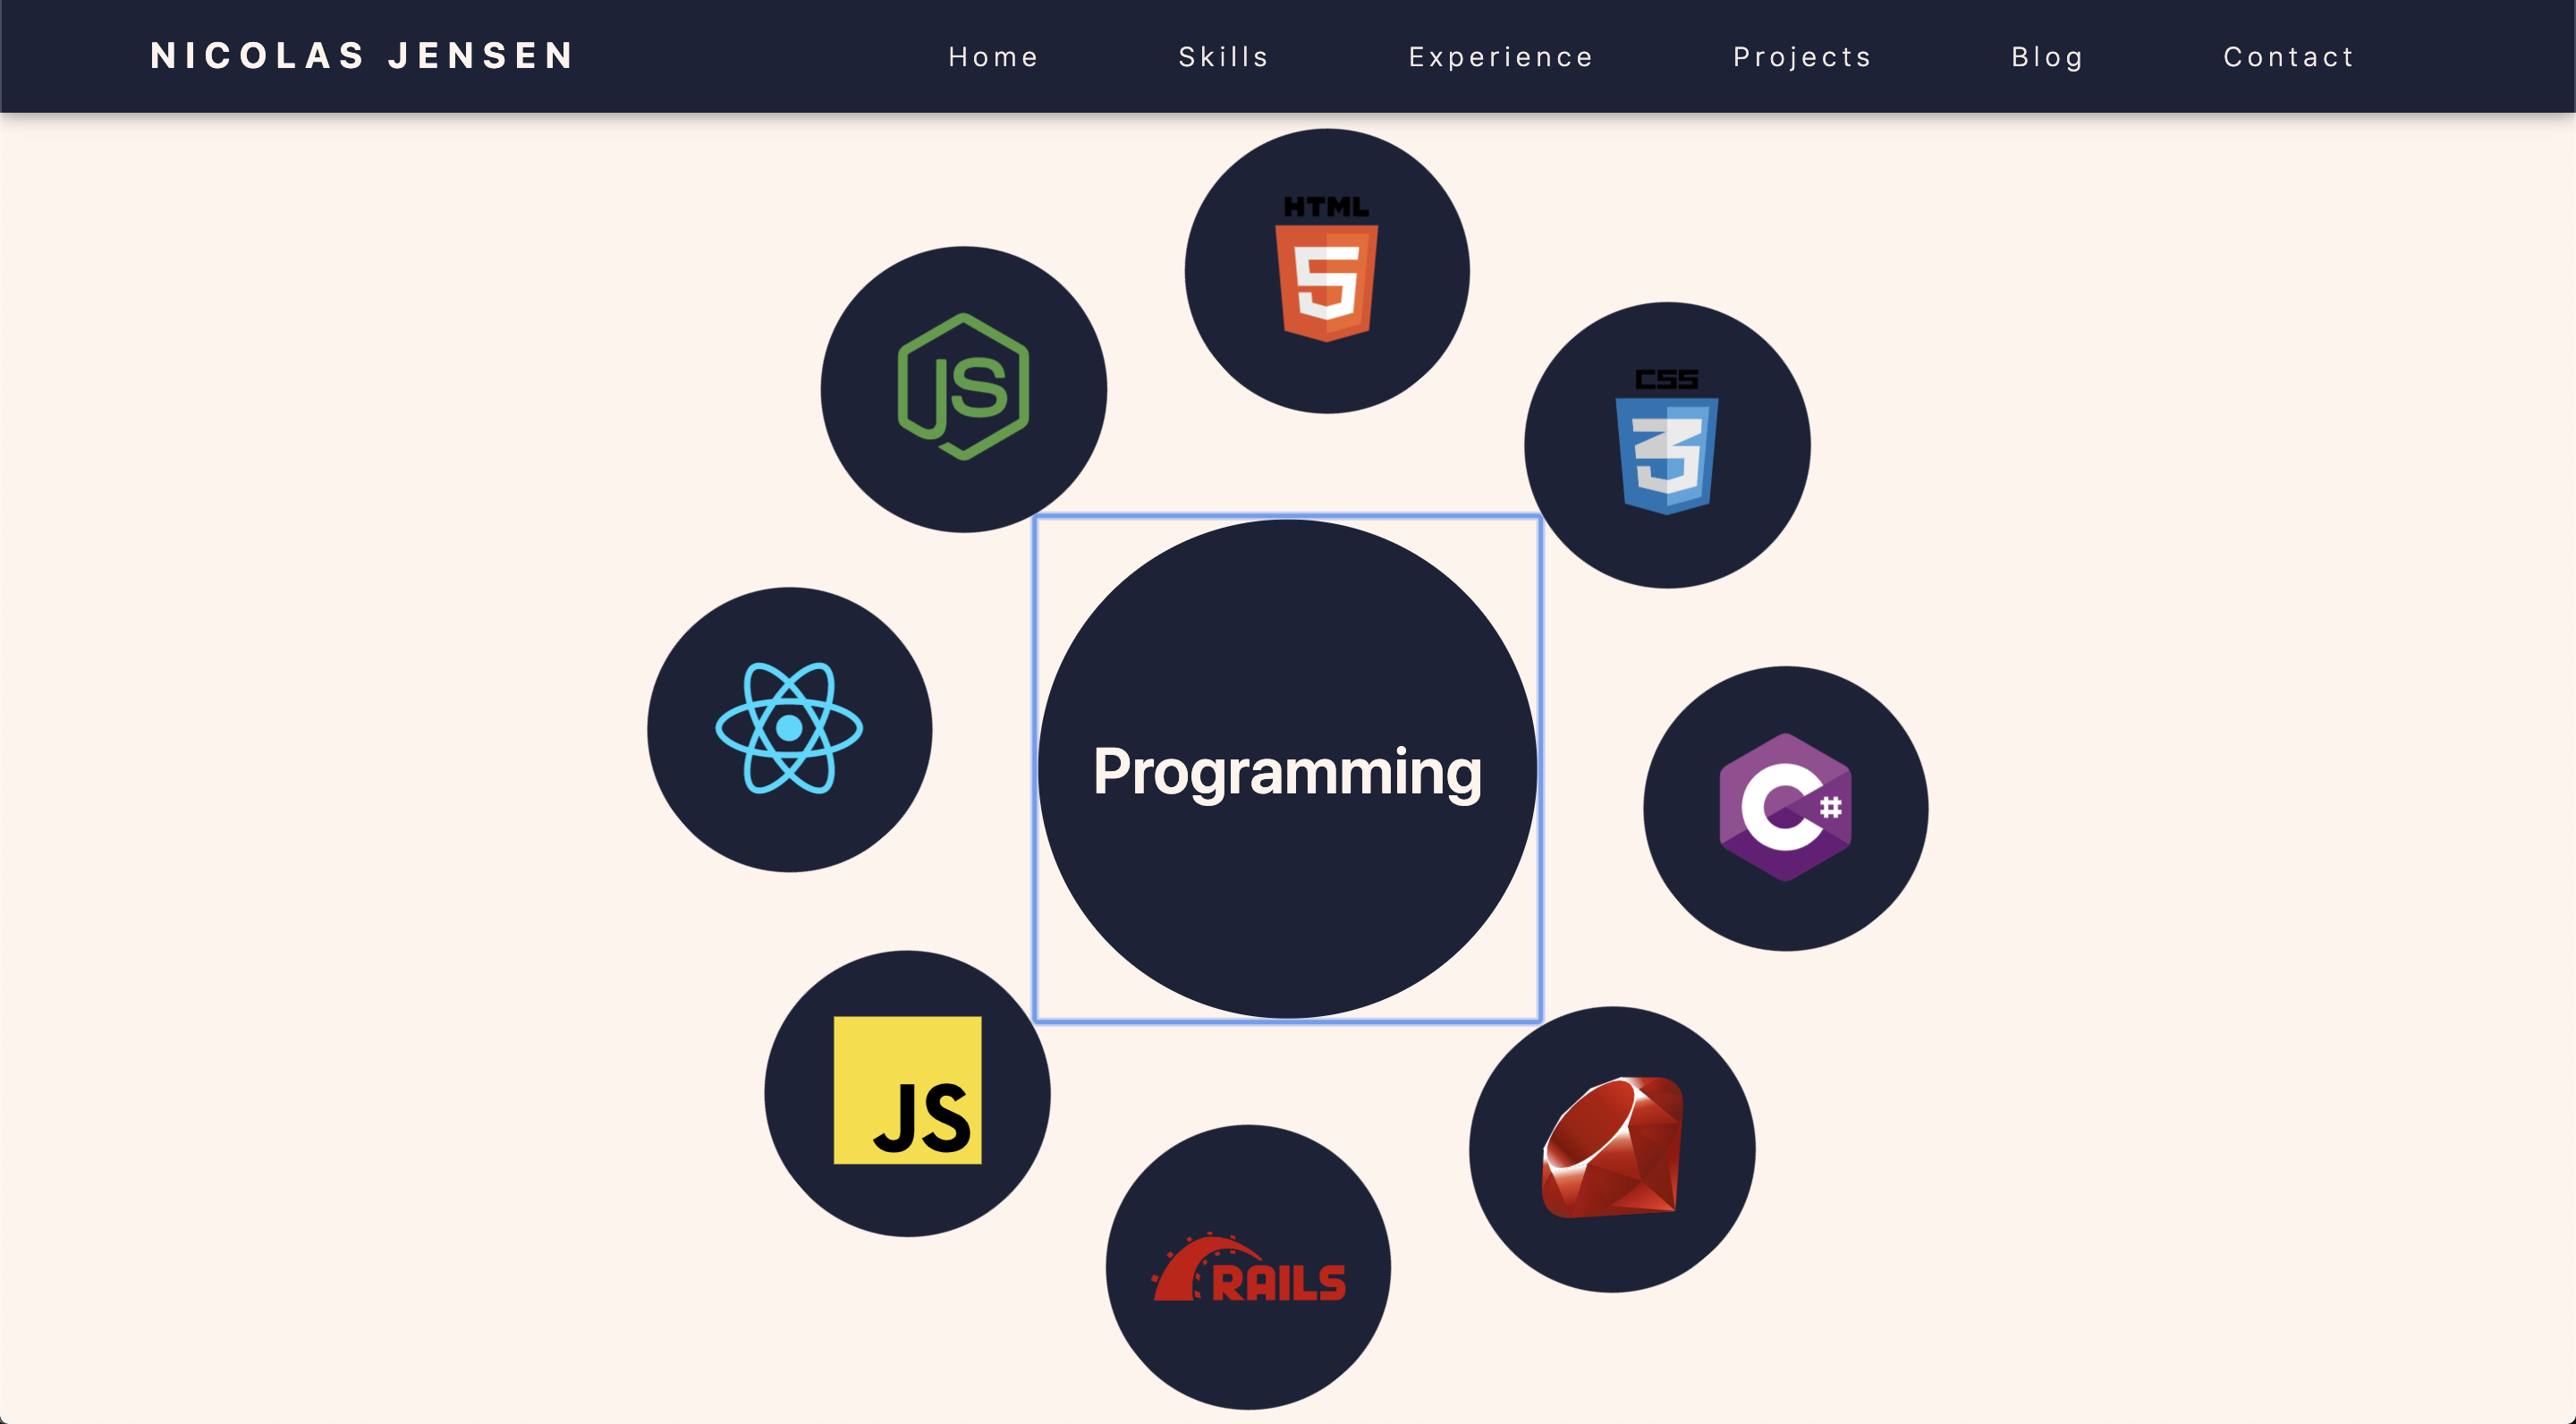 NICOLAS JENSEN
Home
Skills
Experience
Projects
Blog
Contact
HTML
5
JS
CSS
3
Programming
C#
JS
RAILS